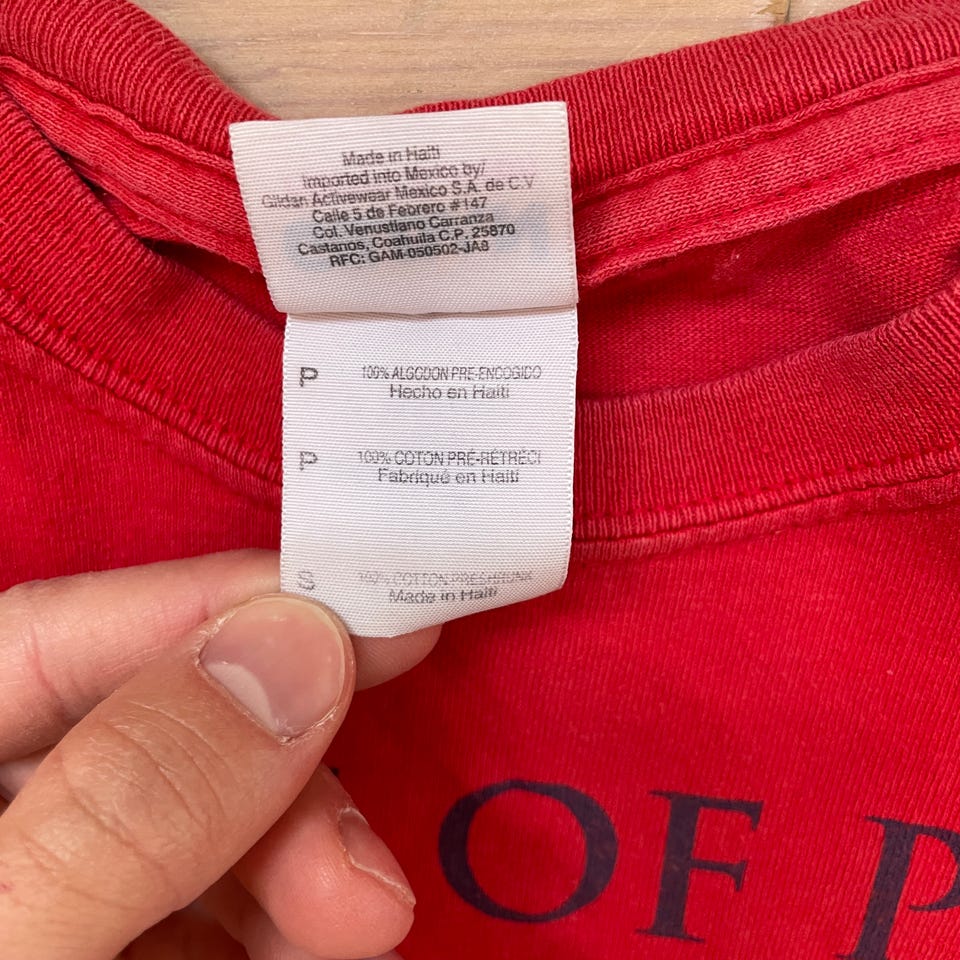 Made in Haiti
Imported into Mexico by/
Gildan Activewear Mexico S.A. de C.V
Calle 5 de Febrero #147
Col. Venustiano Carranza
Castanos, Coahuila C.P. 25870
RFC: GAM-050502-JA8
P 100% ALGODON PRE-ENCOGIDO
Hecho en Haiti
P 100% COTON PRÉ-RÉTRÉCI
Fabriqué en Haïti
S 100% COTTON PRESHRUNK
Made in Haiti
OF P